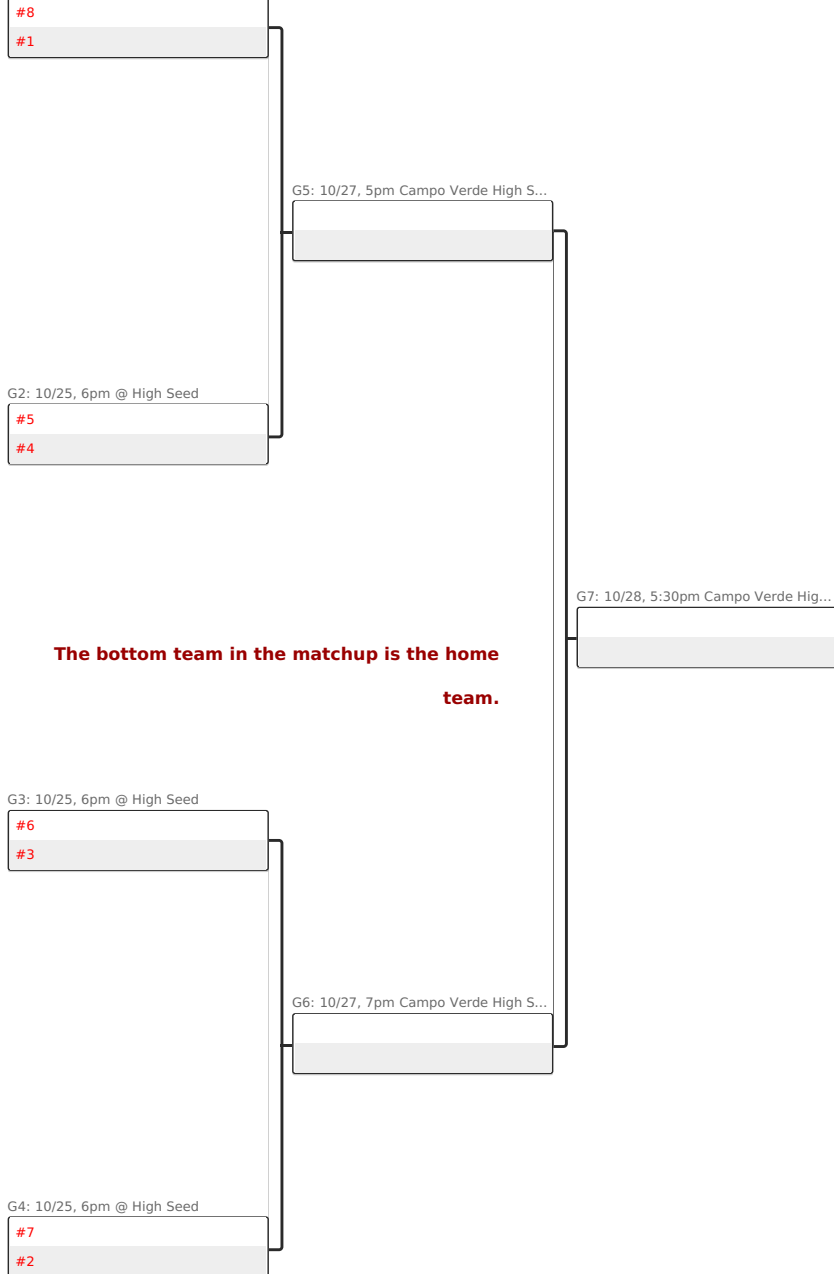 #8
#1
G5: 10/27, 5pm Campo Verde High S...
G2: 10/25, 6pm @ High Seed
#5
#4
G7: 10/28, 5:30pm Campo Verde Hig...
The bottom team in the matchup is the home
team.
G3: 10/25, 6pm @ High Seed
#6
#3
G6: 10/27, 7pm Campo Verde High S...
G4: 10/25, 6pm @ High Seed
#7
#2